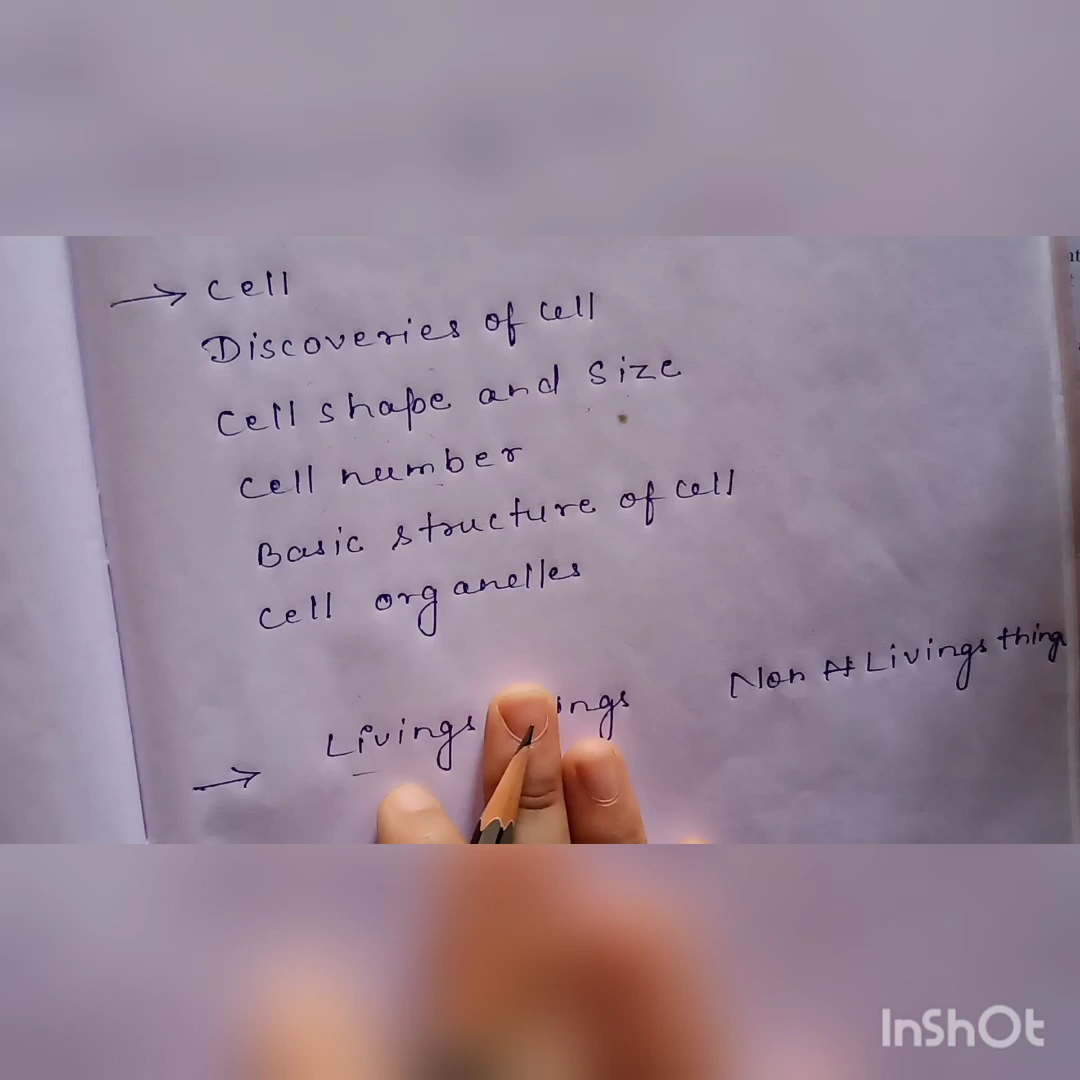 → Cell
Discoveries of cell
Cell shape and size
Cell number
Basic structure of cell
Cell organelles
Non Livings thing
→ Livings ings
InShOt